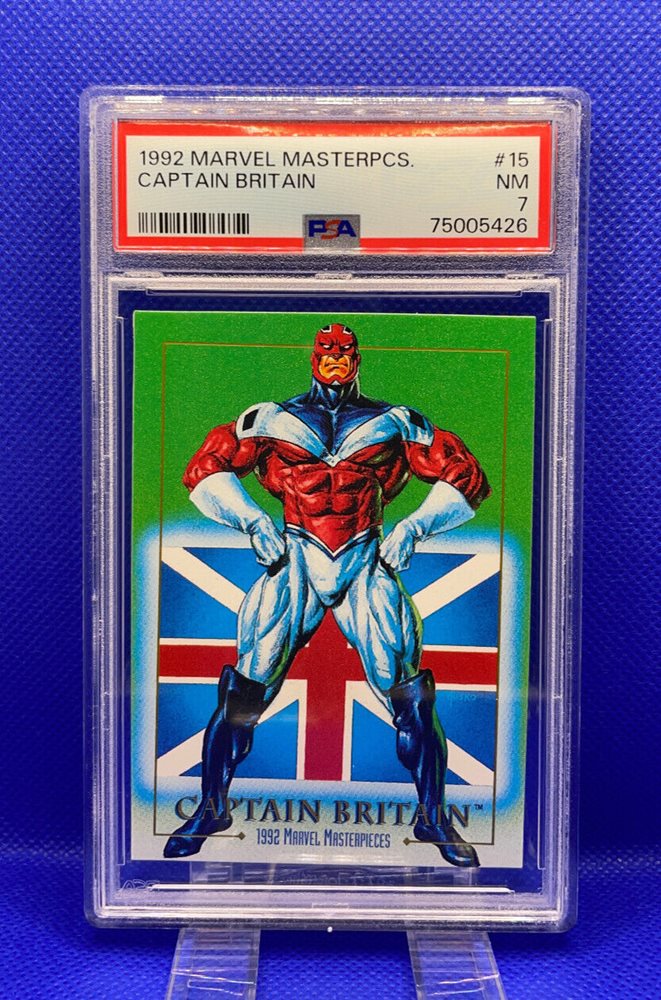 1992 MARVEL MASTERPCS. #15
CAPTAIN BRITAIN NM
7
PSA 75005426
CAPTAIN BRITAIN™
1992 MARVEL MASTERPIECES